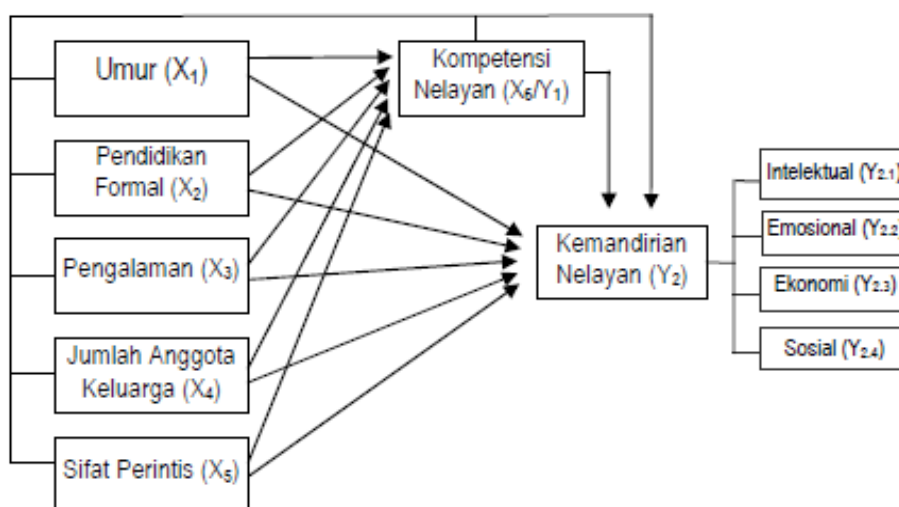 Umur (X₁)
Kompetensi
Nelayan (X₆/Y₁)
Pendidikan
Formal (X₂)
Pengalaman (X₃)
Jumlah Anggota
Keluarga (X₄)
Sifat Perintis (X₅)
Kemandirian
Nelayan (Y₂)
Intelektual (Y₂.₁)
Emosional (Y₂.₂)
Ekonomi (Y₂.₃)
Sosial (Y₂.₄)